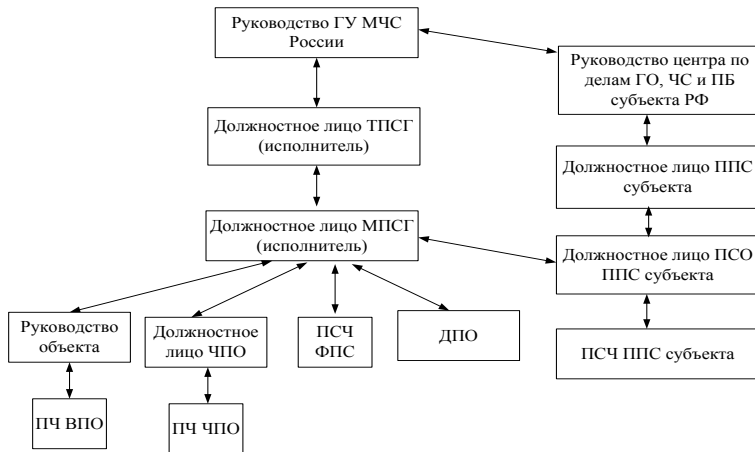 Руководство ГУ МЧС
России
Руководство центра по
делам ГО, ЧС и ПБ
субъекта РФ
Должностное лицо ТПСГ
(исполнитель)
Должностное лицо ППС
субъекта
Должностное лицо МПСГ
(исполнитель)
Должностное лицо ПСО
ППС субъекта
Руководство
объекта
Должностное
лицо ЧПО
ПСЧ
ФПС
ДПО
ПСЧ ППС субъекта
ПЧ ВПО
ПЧ ЧПО